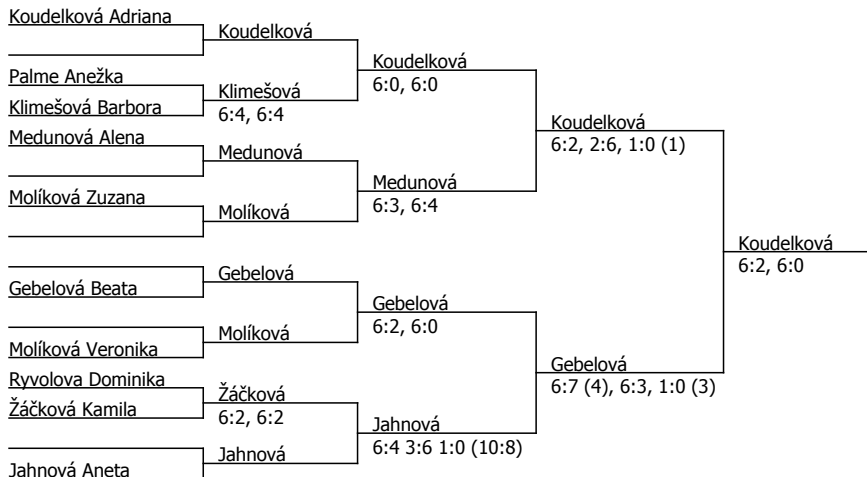 Koudelková Adriana
Palme Anežka
Klimešová Barbora
Medunová Alena
Molíková Zuzana
Gebelová Beata
Molíková Veronika
Ryvolova Dominika
Žáčková Kamila
Jahnová Aneta
Koudelková
Klimešová
6:4, 6:4
Medunová
Molíková
Gebelová
Molíková
Žáčková
6:2, 6:2
Jahnová
Koudelková
6:0, 6:0
Medunová
6:3, 6:4
Gebelová
6:2, 6:0
Jahnová
6:4 3:6 1:0 (10:8)
Koudelková
6:2, 2:6, 1:0 (1)
Gebelová
6:7 (4), 6:3, 1:0 (3)
Koudelková
6:2, 6:0